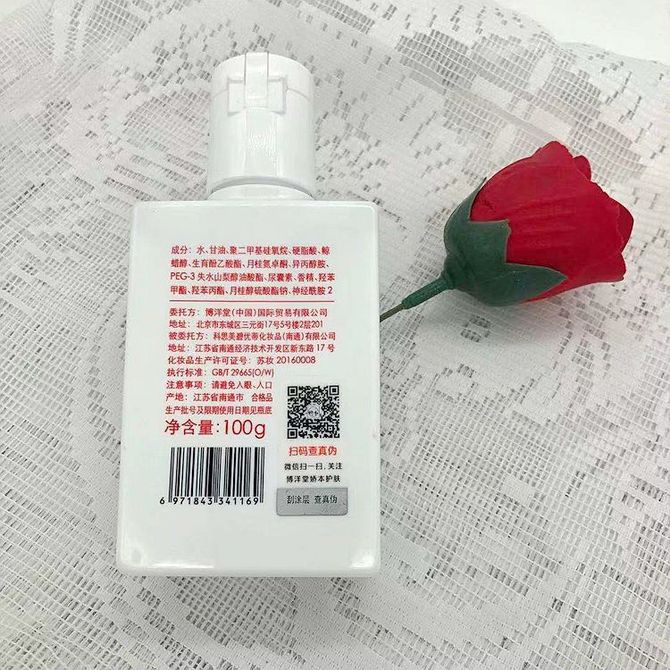 成分：水、甘油、聚二甲基硅氧烷、硬脂酸、鲸
蜡醇、生育酚乙酸酯、月桂氮卓酮、异丙醇胺、
PEG-3 失水山梨醇油酸酯、尿囊素、香精、羟苯
甲酯、羟苯丙酯、月桂醇硫酸酯钠、神经酰胺 2
委托方：博洋堂(中国)国际贸易有限公司
地址：北京市东城区三元街17号5号楼2层201
被委托方：科思美碧优蒂化妆品(南通)有限公司
地址：江苏省南通经济技术开发区新东路 17 号
化妆品生产许可证号：苏妆 20160008
执行标准：GB/T 29665(O/W)
注意事项：请避免入眼、入口
产地：江苏省南通市 合格品
生产批号及限期使用日期见瓶底
净含量:100g
扫码查真伪
微信扫一扫,关注
博洋堂娇本护肤
刮涂层 查真伪
6 971843 341169